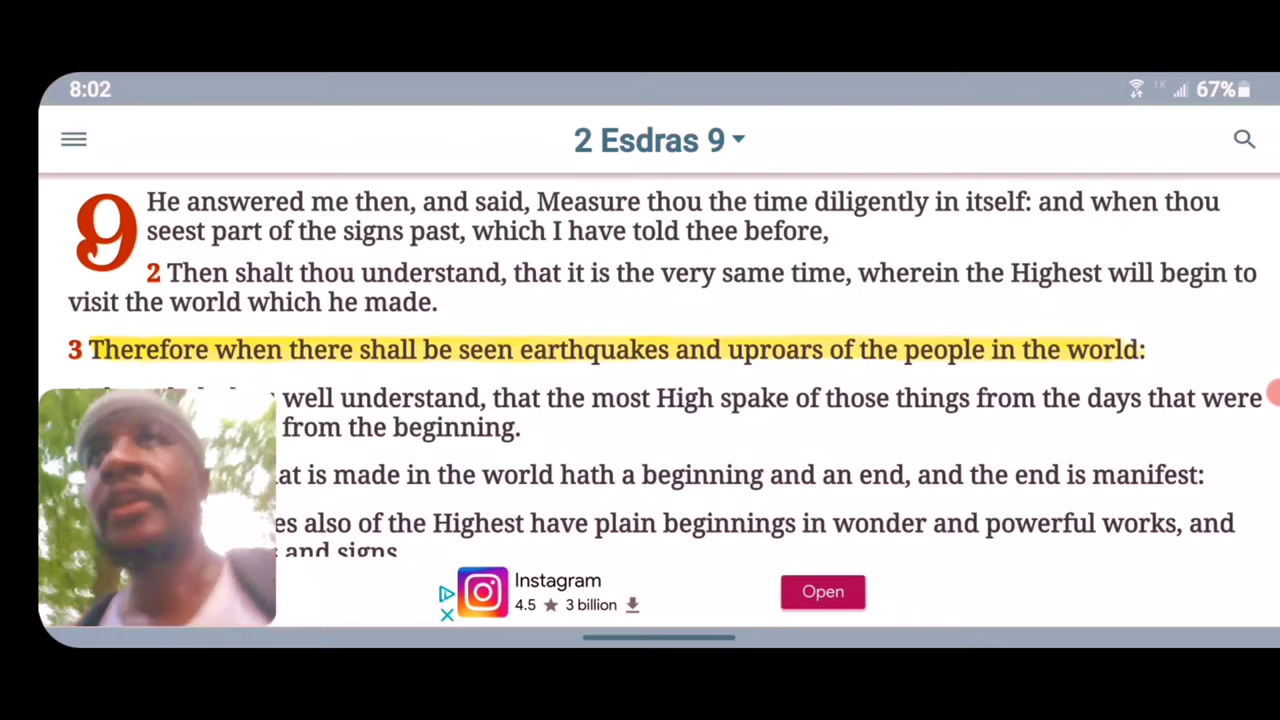 8:02
1X
67%
2 Esdras 9
9 He answered me then, and said, Measure thou the time diligently in itself: and when thou
seest part of the signs past, which I have told thee before,
2 Then shalt thou understand, that it is the very same time, wherein the Highest will begin to
visit the world which he made.
3 Therefore when there shall be seen earthquakes and uproars of the people in the world:
well understand, that the most High spake of those things from the days that were
from the beginning.
at is made in the world hath a beginning and an end, and the end is manifest:
es also of the Highest have plain beginnings in wonder and powerful works, and
and signs
Instagram
4.5 ★ 3 billion
Open